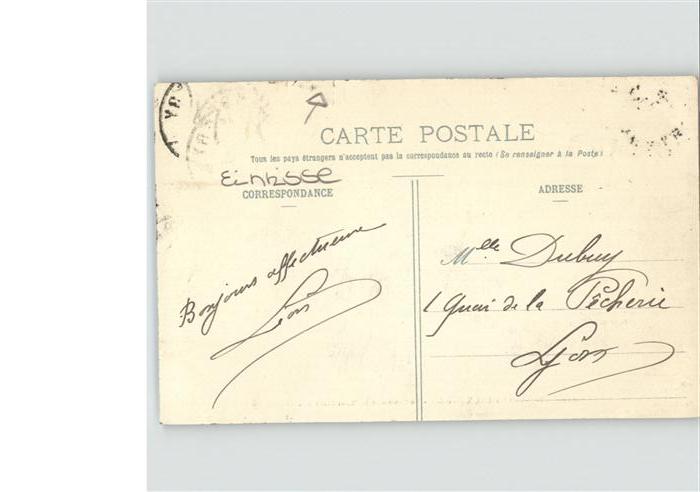 CARTE POSTALE
Tous les pays étrangers n'acceptent pas la correspondance au recto (Se renseigner à la Poste)
CORRESPONDANCE
ADRESSE
Bonjours affectueux
Léon
Mlle Dubuy
1 Quai de la Pêcherie
Lyon